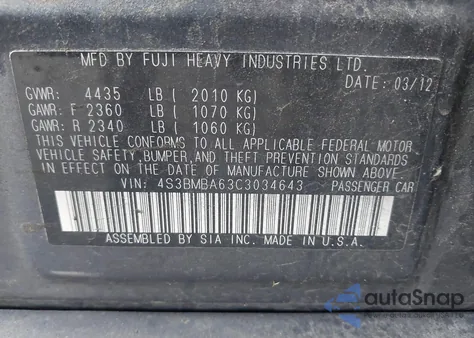 MFD BY FUJI HEAVY INDUSTRIES LTD.
DATE: 03/12
GVWR: 4435 LB ( 2010 KG)
GAWR: F 2360 LB ( 1070 KG)
GAWR: R 2340 LB ( 1060 KG)
THIS VEHICLE CONFORMS TO ALL APPLICABLE FEDERAL MOTOR
VEHICLE SAFETY,BUMPER,AND THEFT PREVENTION STANDARDS
IN EFFECT ON THE DATE OF MANUFACTURE SHOWN ABOVE.
VIN: 4S3BMBA63C3034643 PASSENGER CAR
ASSEMBLED BY SIA INC. MADE IN U.S.A.
autoSnap